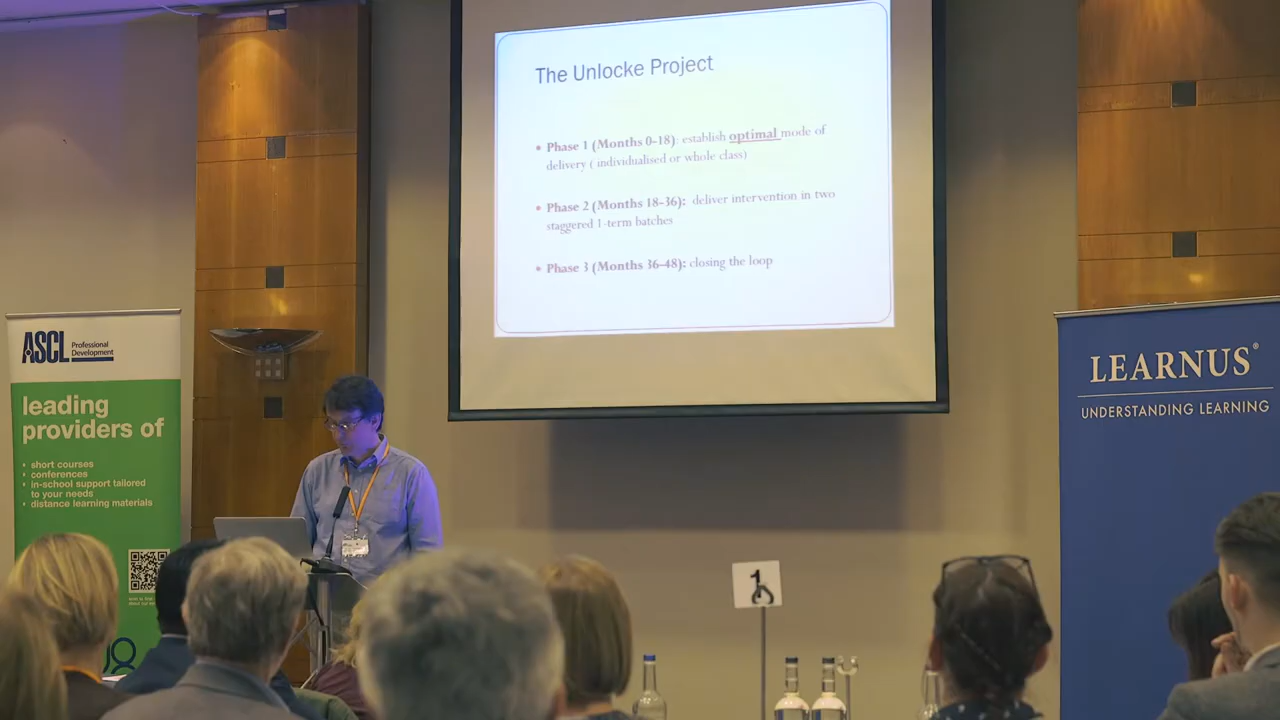 The Unlocke Project
• Phase 1 (Months 0-18): establish optimal mode of
delivery ( individualised or whole class)
• Phase 2 (Months 18-36): deliver intervention in two
staggered 1-term batches
• Phase 3 (Months 36-48): closing the loop
ASCL Professional
Development
leading
providers of
• short courses
• conferences
• in-school support tailored
to your needs
• distance learning materials
LEARNUS®
UNDERSTANDING LEARNING
1